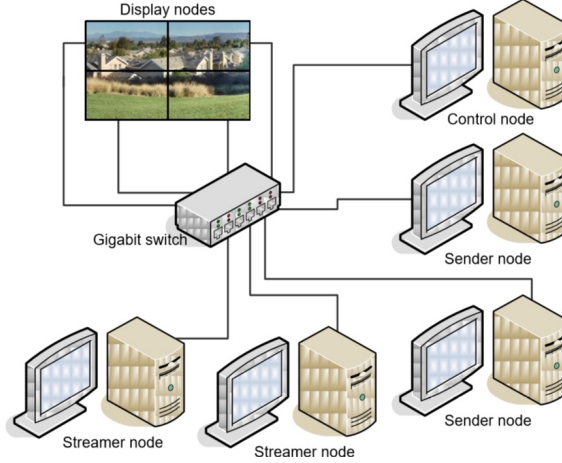 Display nodes
Control node
Gigabit switch
Sender node
Sender node
Streamer node
Streamer node